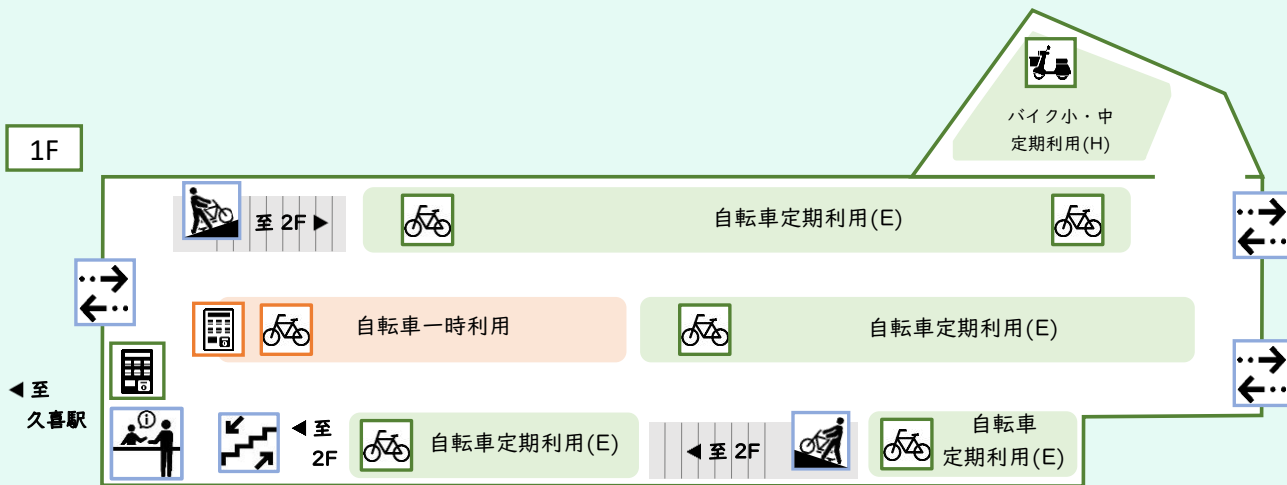 バイク小・中
定期利用(H)
1F
至 2F ▶
自転車定期利用(E)
自転車一時利用
自転車定期利用(E)
◀ 至
久喜駅
◀ 至
2F
自転車定期利用(E)
◀ 至 2F
自転車
定期利用(E)